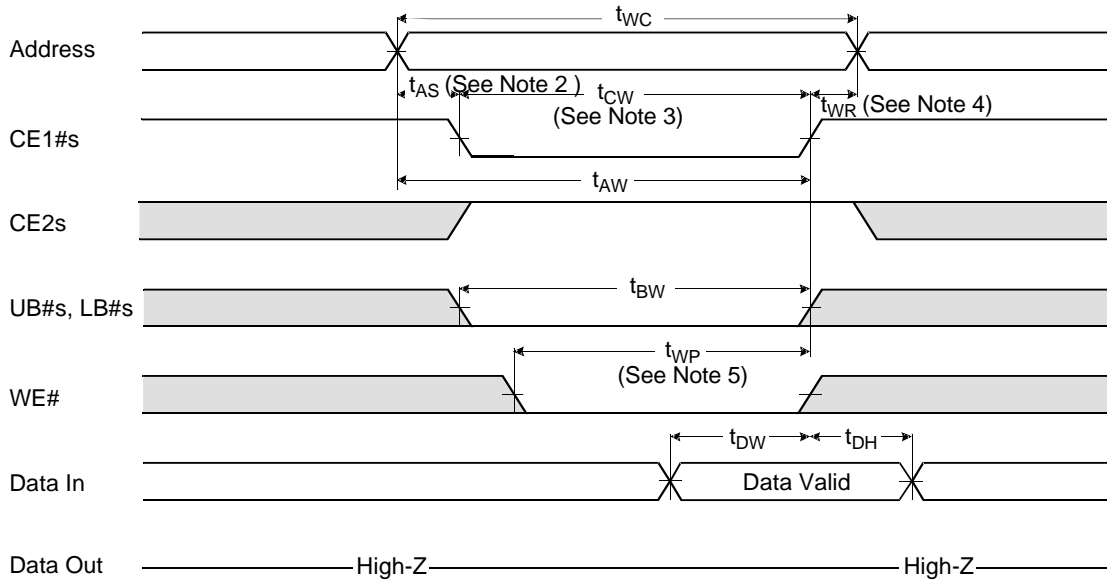 tWC
Address
tAS (See Note 2 )
tCW
(See Note 3)
tWR (See Note 4)
CE1#s
tAW
CE2s
tBW
UB#s, LB#s
tWP
(See Note 5)
WE#
tDW
tDH
Data In
Data Valid
Data Out
High-Z
High-Z